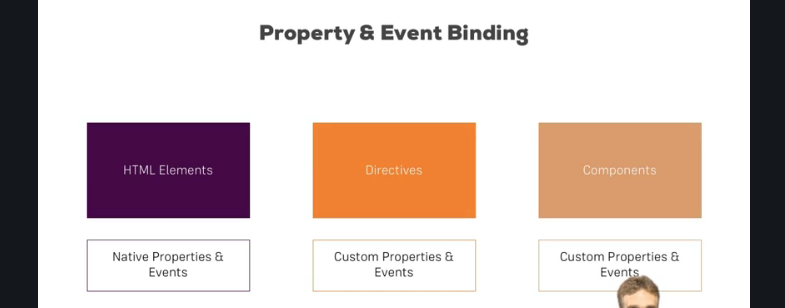 Property & Event Binding
HTML Elements
Directives
Components
Native Properties &
Events
Custom Properties &
Events
Custom Properties &
Events